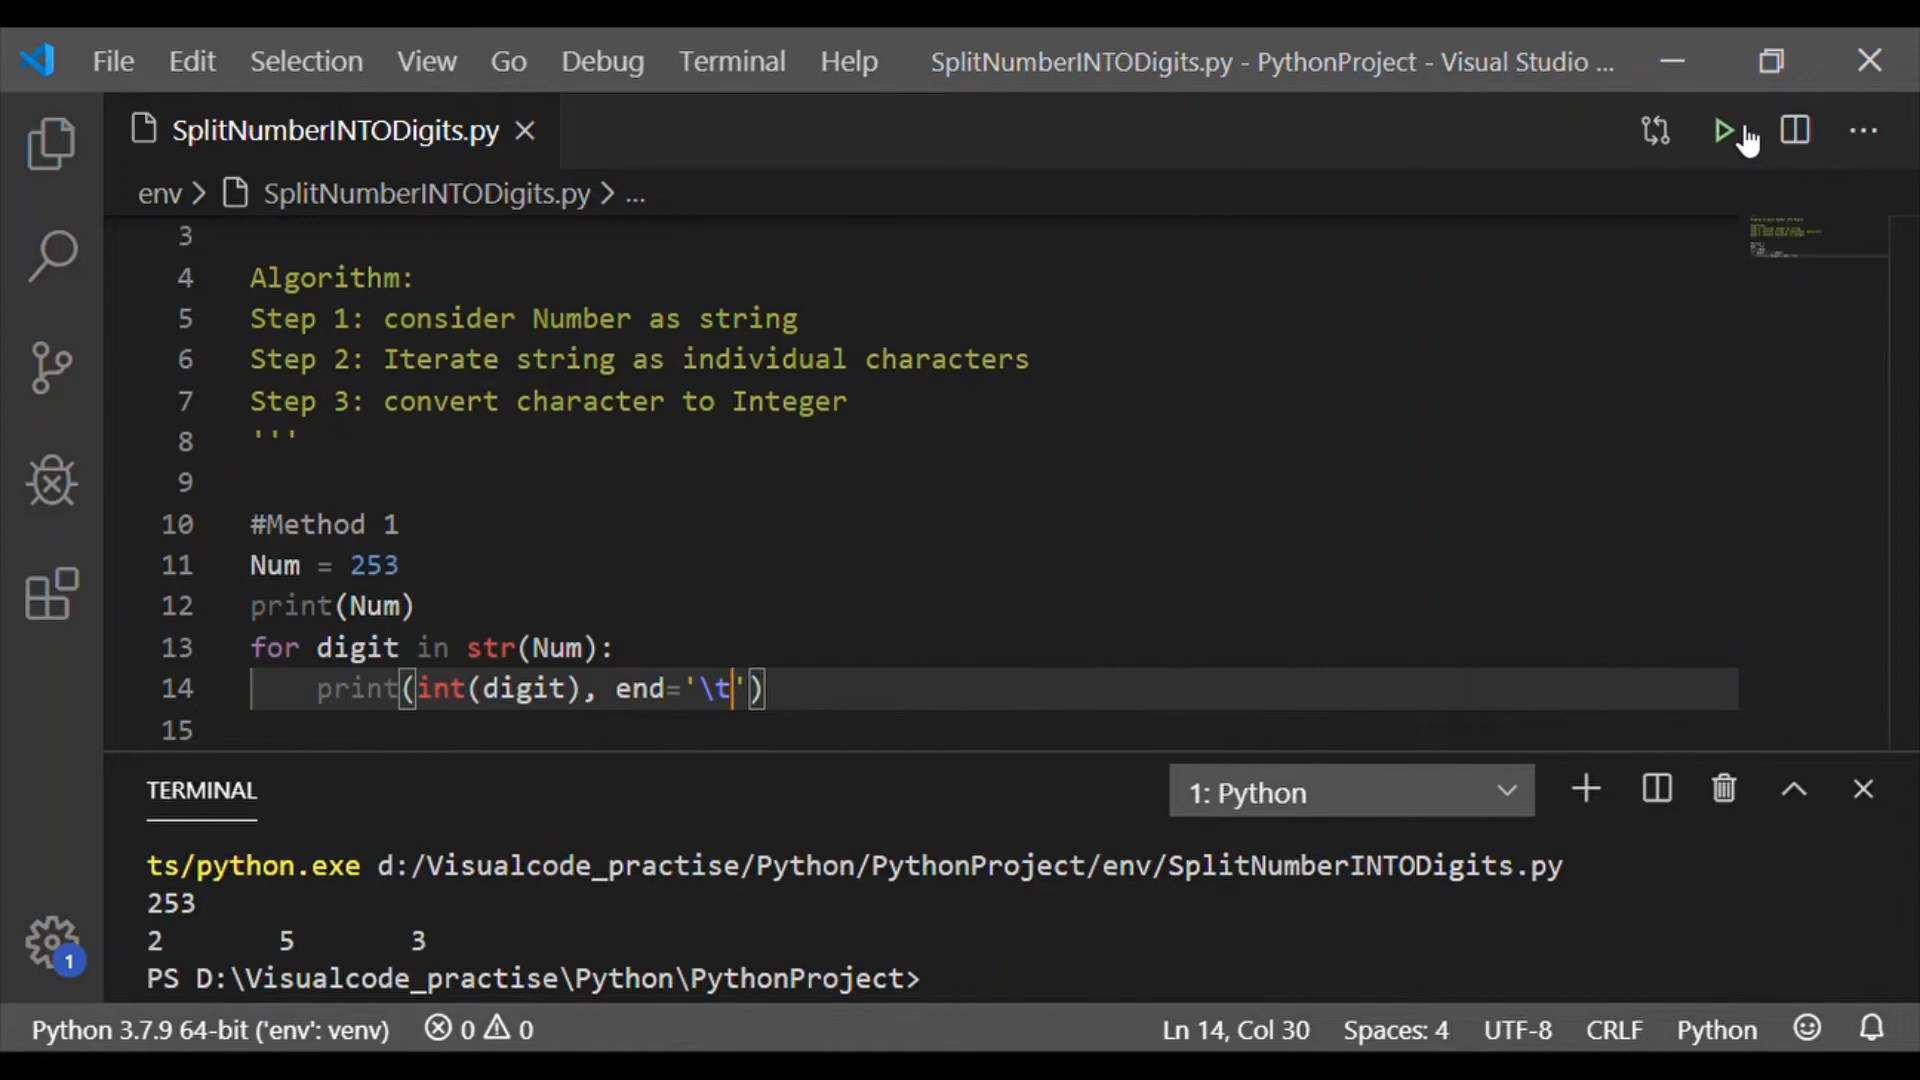 File Edit Selection View Go Debug Terminal Help SplitNumberINTODigits.py - PythonProject - Visual Studio ...
SplitNumberINTODigits.py
env > SplitNumberINTODigits.py > ...
3
4 Algorithm:
5 Step 1: consider Number as string
6 Step 2: Iterate string as individual characters
7 Step 3: convert character to Integer
8 '''
9
10 #Method 1
11 Num = 253
12 print(Num)
13 for digit in str(Num):
14     print(int(digit), end='\t')
15
TERMINAL
1: Python
ts/python.exe d:/Visualcode_practise/Python/PythonProject/env/SplitNumberINTODigits.py
253
2       5       3
PS D:\Visualcode_practise\Python\PythonProject>
1
Python 3.7.9 64-bit ('env': venv) 0 0 Ln 14, Col 30 Spaces: 4 UTF-8 CRLF Python